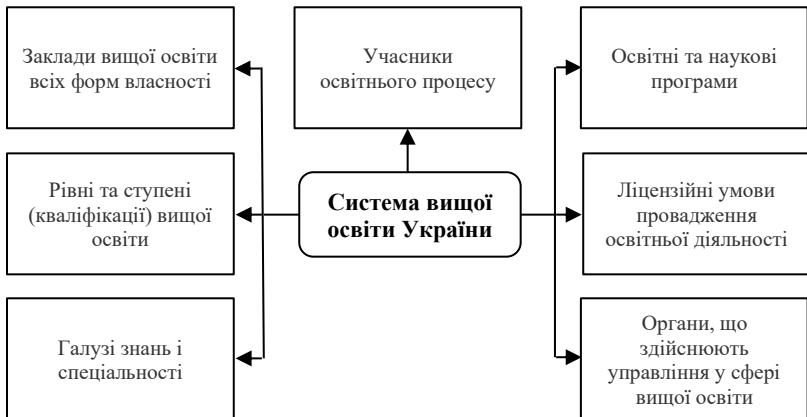 Заклади вищої освіти
всіх форм власності
Учасники
освітнього процесу
Освітні та наукові
програми
Рівні та ступені
(кваліфікації) вищої
освіти
Система вищої
освіти України
Ліцензійні умови
провадження
освітньої діяльності
Галузі знань і
спеціальності
Органи, що
здійснюють
управління у сфері
вищої освіти